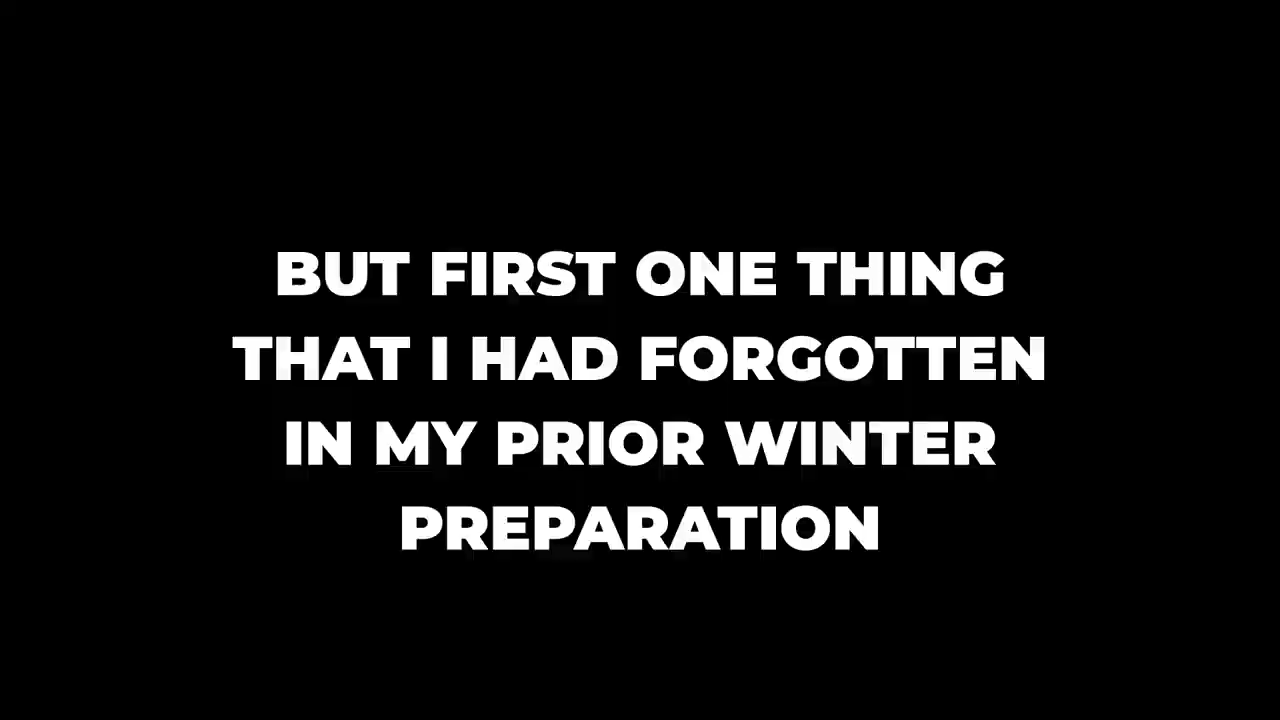 BUT FIRST ONE THING
THAT I HAD FORGOTTEN
IN MY PRIOR WINTER
PREPARATION